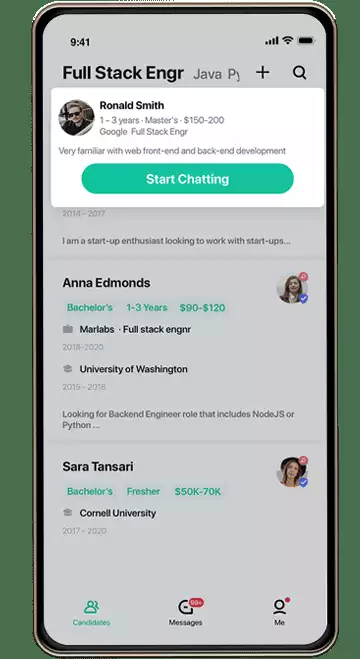 9:41
Full Stack Engr Java Py
Ronald Smith
1 - 3 years · Master's · $150-200
Google Full Stack Engr
Very familiar with web front-end and back-end development
Start Chatting
2014 - 2017
I am a start-up enthusiast looking to work with start-ups...
Anna Edmonds
Bachelor's 1-3 Years $90-$120
Marlabs · Full stack engnr
2018-2020
University of Washington
2015 - 2018
Looking for Backend Engineer role that includes NodeJS or
Python ...
Sara Tansari
Bachelor's Fresher $50K-70K
Cornell University
2017 - 2020
99+
Candidates Messages Me